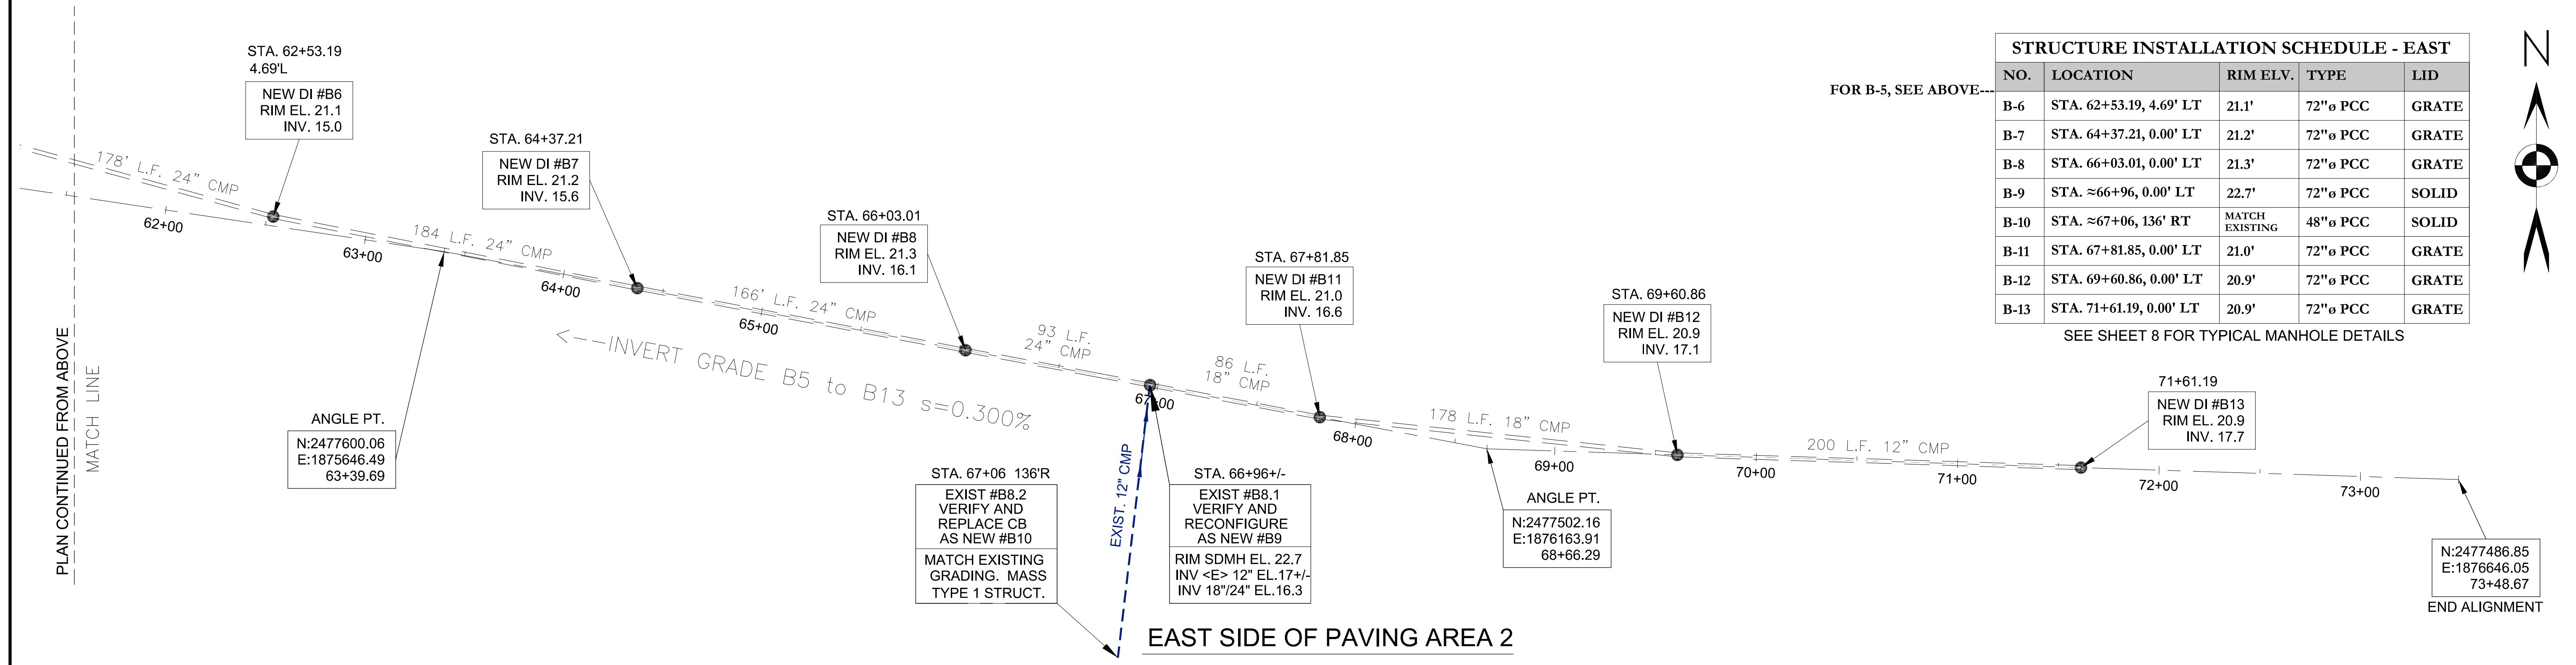 STA. 62+53.19
4.69'L
NEW DI #B6
RIM EL. 21.1
INV. 15.0
STA. 64+37.21
NEW DI #B7
RIM EL. 21.2
INV. 15.6
STA. 66+03.01
NEW DI #B8
RIM EL. 21.3
INV. 16.1
STA. 67+81.85
NEW DI #B11
RIM EL. 21.0
INV. 16.6
STA. 69+60.86
NEW DI #B12
RIM EL. 20.9
INV. 17.1
71+61.19
NEW DI #B13
RIM EL. 20.9
INV. 17.7
FOR B-5, SEE ABOVE---
STRUCTURE INSTALLATION SCHEDULE - EAST
NO. LOCATION RIM ELV. TYPE LID
B-6 STA. 62+53.19, 4.69' LT 21.1' 72"ø PCC GRATE
B-7 STA. 64+37.21, 0.00' LT 21.2' 72"ø PCC GRATE
B-8 STA. 66+03.01, 0.00' LT 21.3' 72"ø PCC GRATE
B-9 STA. ≈66+96, 0.00' LT 22.7' 72"ø PCC SOLID
B-10 STA. ≈67+06, 136' RT MATCH EXISTING 48"ø PCC SOLID
B-11 STA. 67+81.85, 0.00' LT 21.0' 72"ø PCC GRATE
B-12 STA. 69+60.86, 0.00' LT 20.9' 72"ø PCC GRATE
B-13 STA. 71+61.19, 0.00' LT 20.9' 72"ø PCC GRATE
SEE SHEET 8 FOR TYPICAL MANHOLE DETAILS
N
PLAN CONTINUED FROM ABOVE
MATCH LINE
178' L.F. 24" CMP
184 L.F. 24" CMP
166' L.F. 24" CMP
93 L.F.
24" CMP
86 L.F.
18" CMP
178 L.F. 18" CMP
200 L.F. 12" CMP
62+00
63+00
64+00
65+00
67+00
68+00
69+00
70+00
71+00
72+00
73+00
<---INVERT GRADE B5 to B13 s=0.300%
ANGLE PT.
N:2477600.06
E:1875646.49
63+39.69
STA. 67+06 136'R
EXIST #B8.2
VERIFY AND
REPLACE CB
AS NEW #B10
MATCH EXISTING
GRADING. MASS
TYPE 1 STRUCT.
EXIST. 12" CMP
STA. 66+96+/-
EXIST #B8.1
VERIFY AND
RECONFIGURE
AS NEW #B9
RIM SDMH EL. 22.7
INV <E> 12" EL.17+/-
INV 18"/24" EL.16.3
ANGLE PT.
N:2477502.16
E:1876163.91
68+66.29
N:2477486.85
E:1876646.05
73+48.67
END ALIGNMENT
EAST SIDE OF PAVING AREA 2